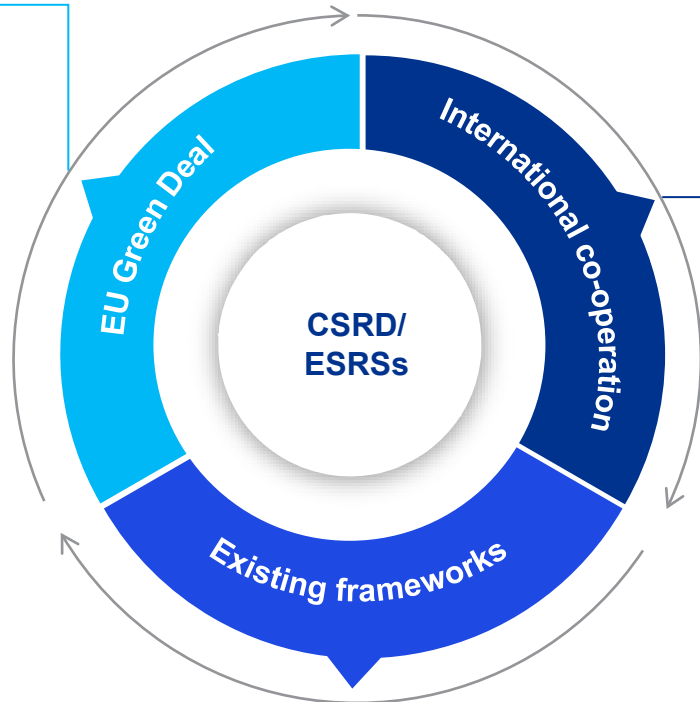 EU Green Deal
International co-operation
CSRD/
ESRSs
Existing frameworks